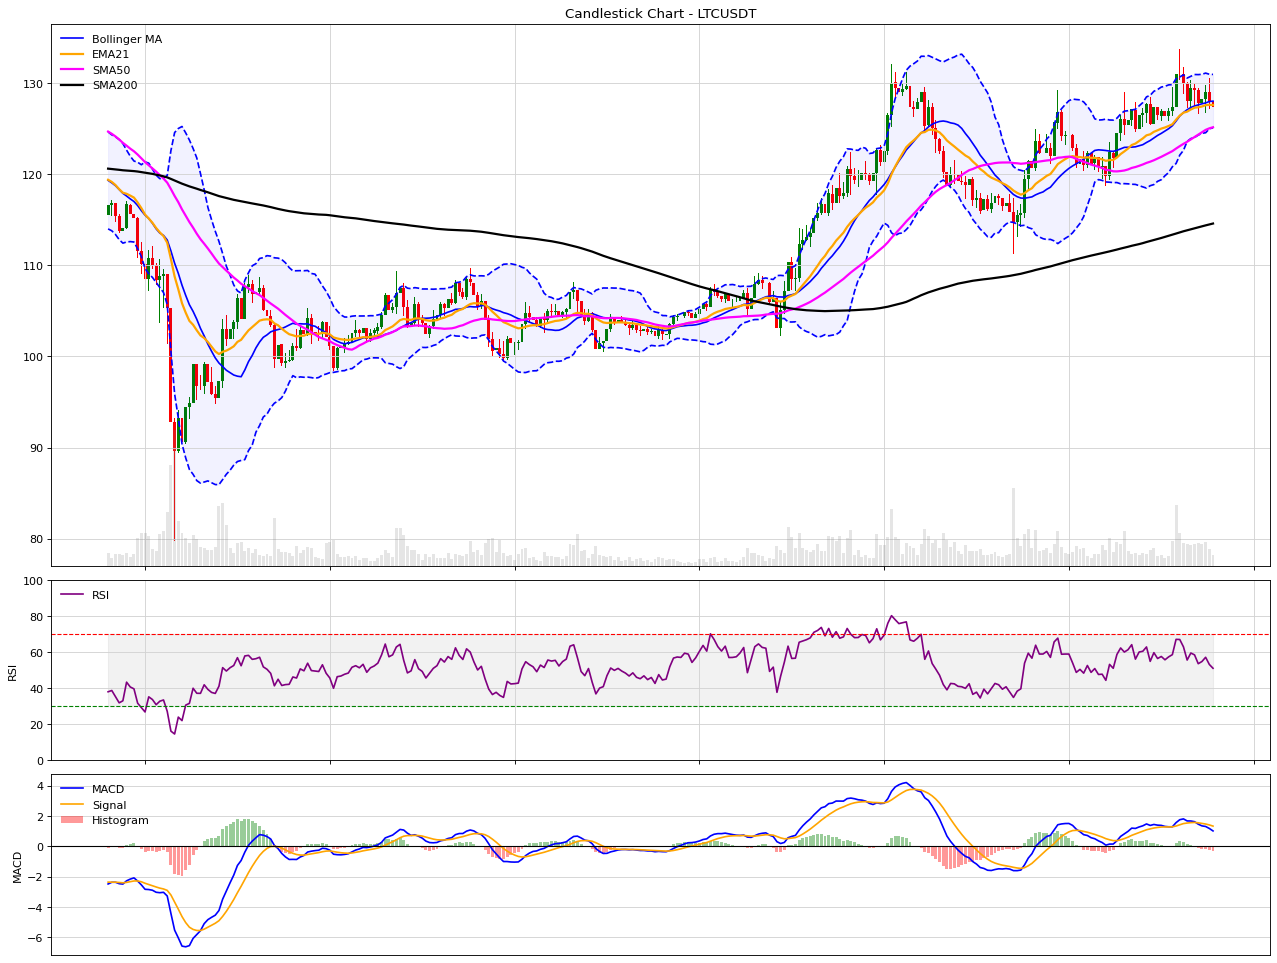 Candlestick Chart - LTCUSDT
Bollinger MA
EMA21
SMA50
SMA200
130
120
110
100
90
80
100
80
60
40
20
0
RSI
RSI
4
2
0
−2
−4
−6
MACD
MACD
Signal
Histogram